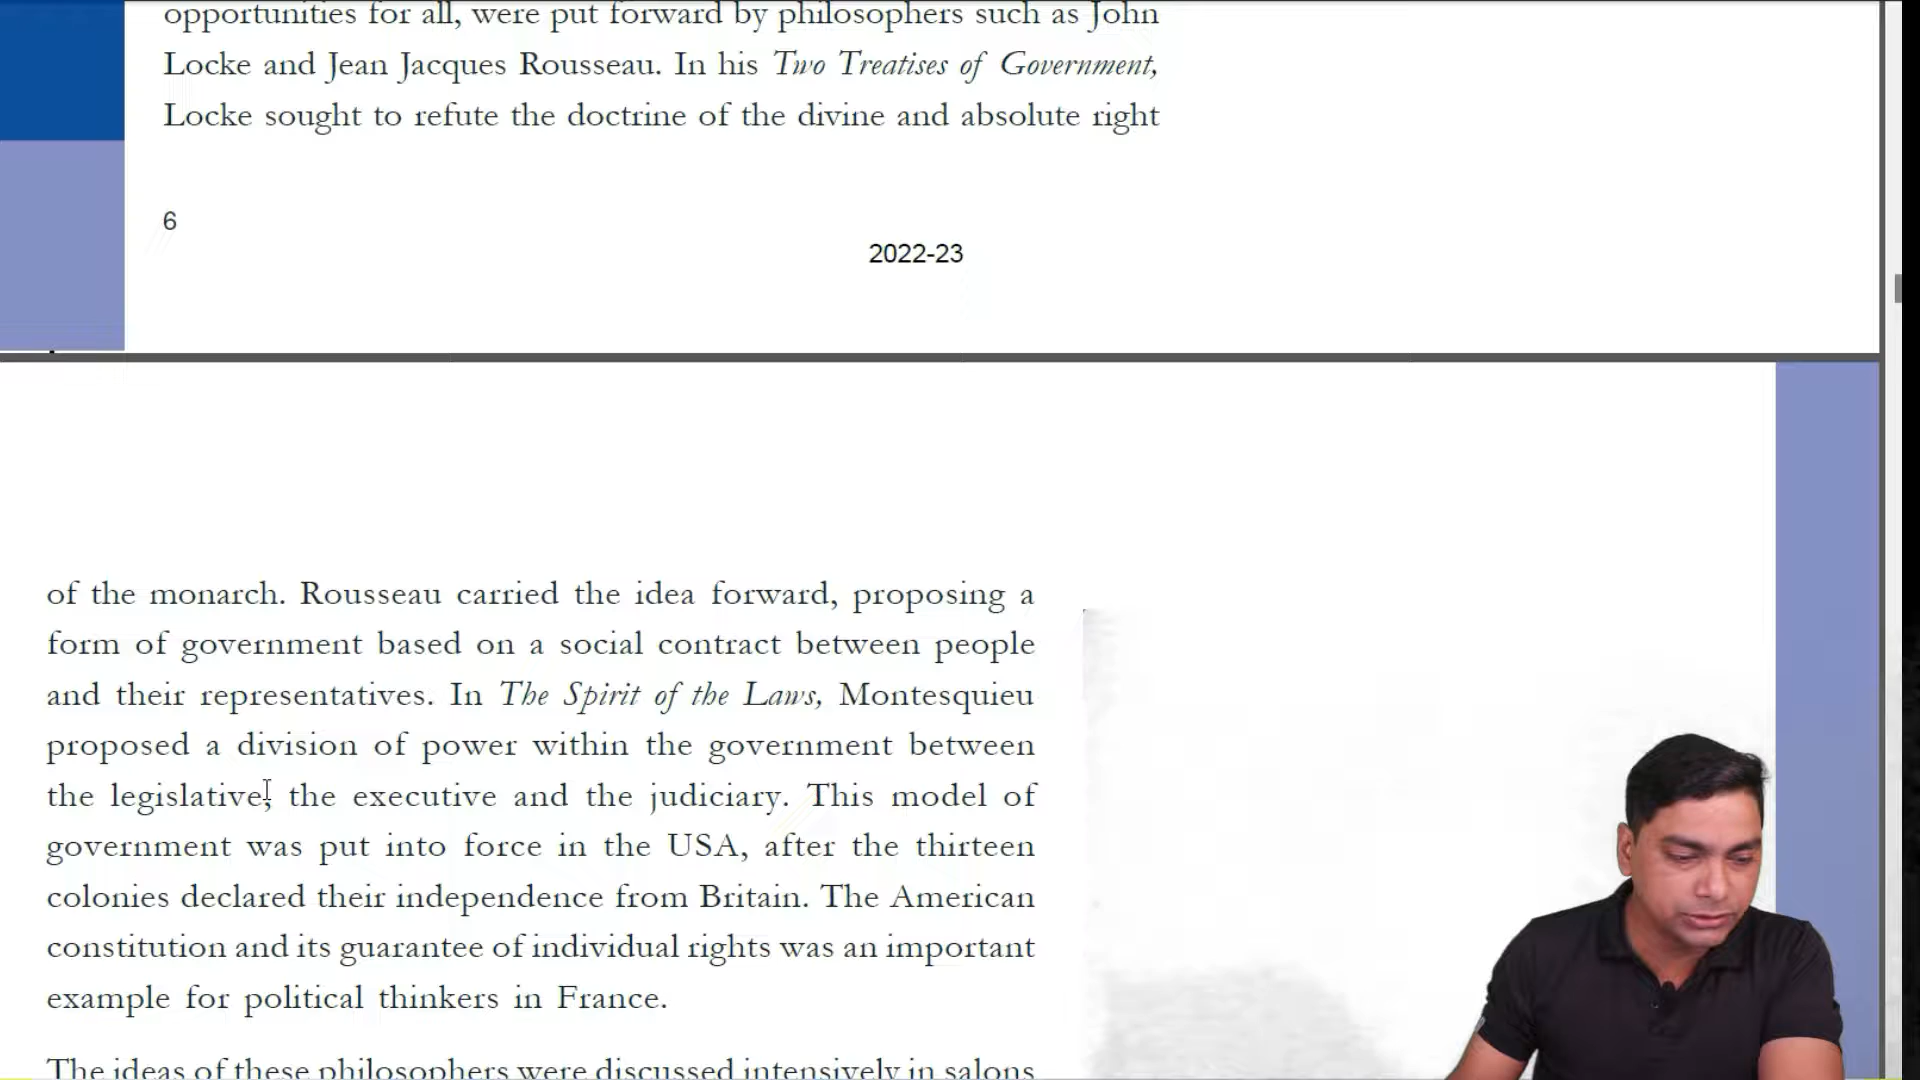 opportunities for all, were put forward by philosophers such as John
Locke and Jean Jacques Rousseau. In his Two Treatises of Government,
Locke sought to refute the doctrine of the divine and absolute right
6
2022-23
of the monarch. Rousseau carried the idea forward, proposing a
form of government based on a social contract between people
and their representatives. In The Spirit of the Laws, Montesquieu
proposed a division of power within the government between
the legislative, the executive and the judiciary. This model of
government was put into force in the USA, after the thirteen
colonies declared their independence from Britain. The American
constitution and its guarantee of individual rights was an important
example for political thinkers in France.
The ideas of these philosophers were discussed intensively in salons